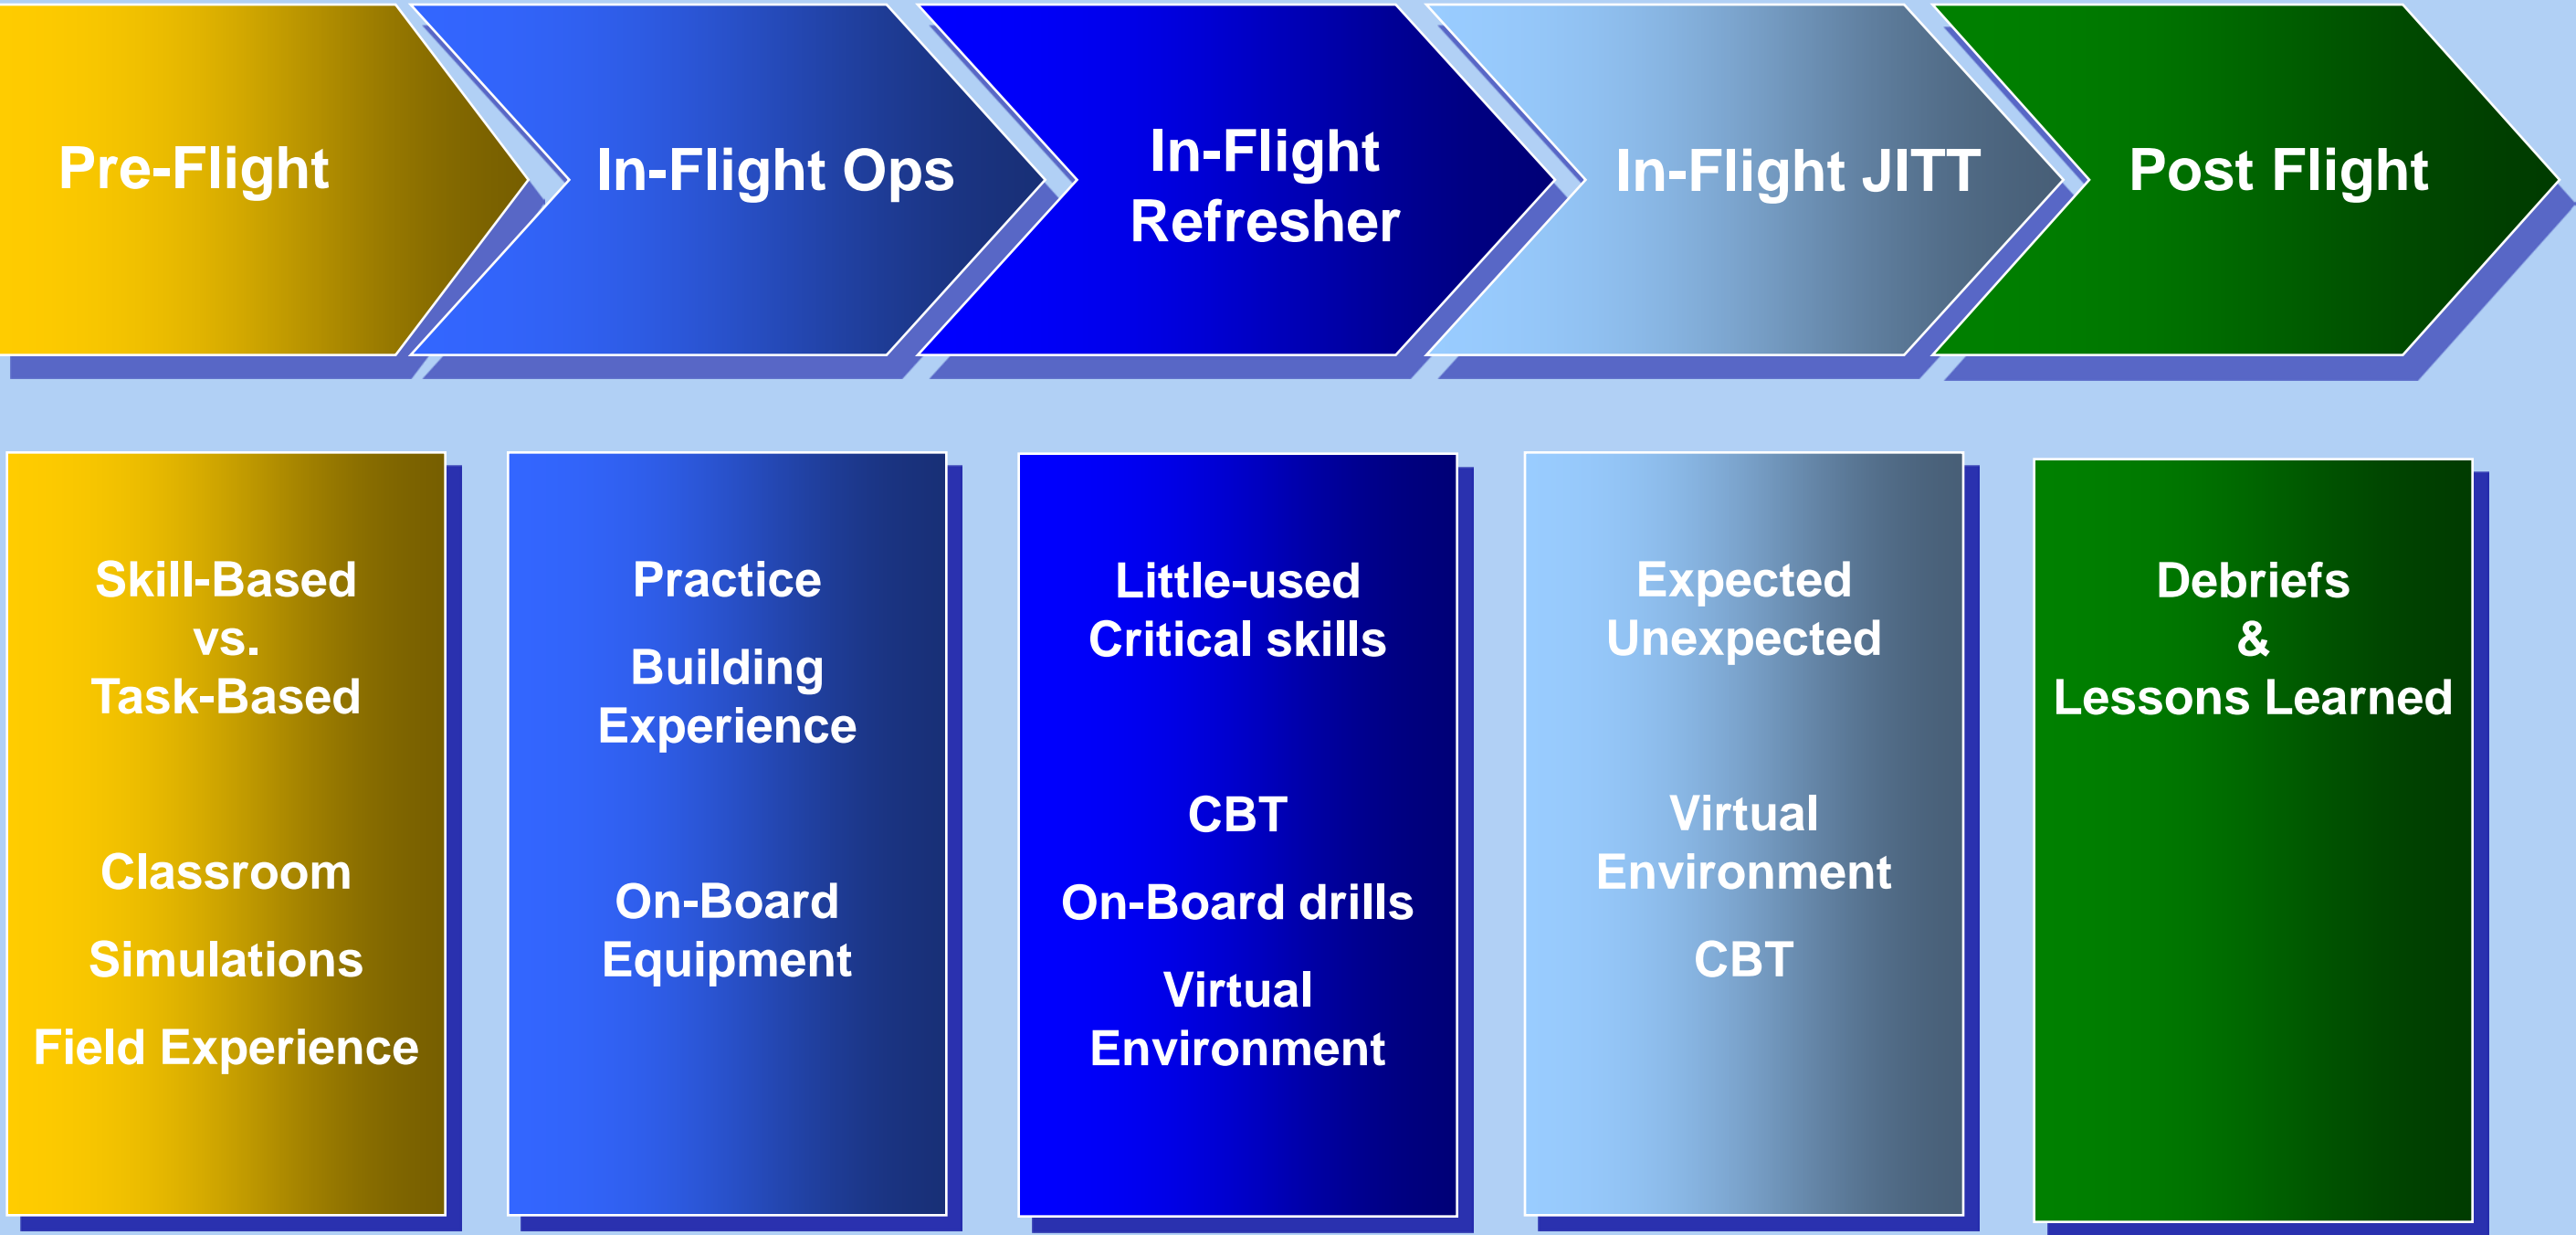 Pre-Flight
In-Flight Ops
In-Flight
Refresher
In-Flight JITT
Post Flight
Skill-Based
vs.
Task-Based
Classroom
Simulations
Field Experience
Practice
Building
Experience
On-Board
Equipment
Little-used
Critical skills
CBT
On-Board drills
Virtual
Environment
Expected
Unexpected
Virtual
Environment
CBT
Debriefs
&
Lessons Learned